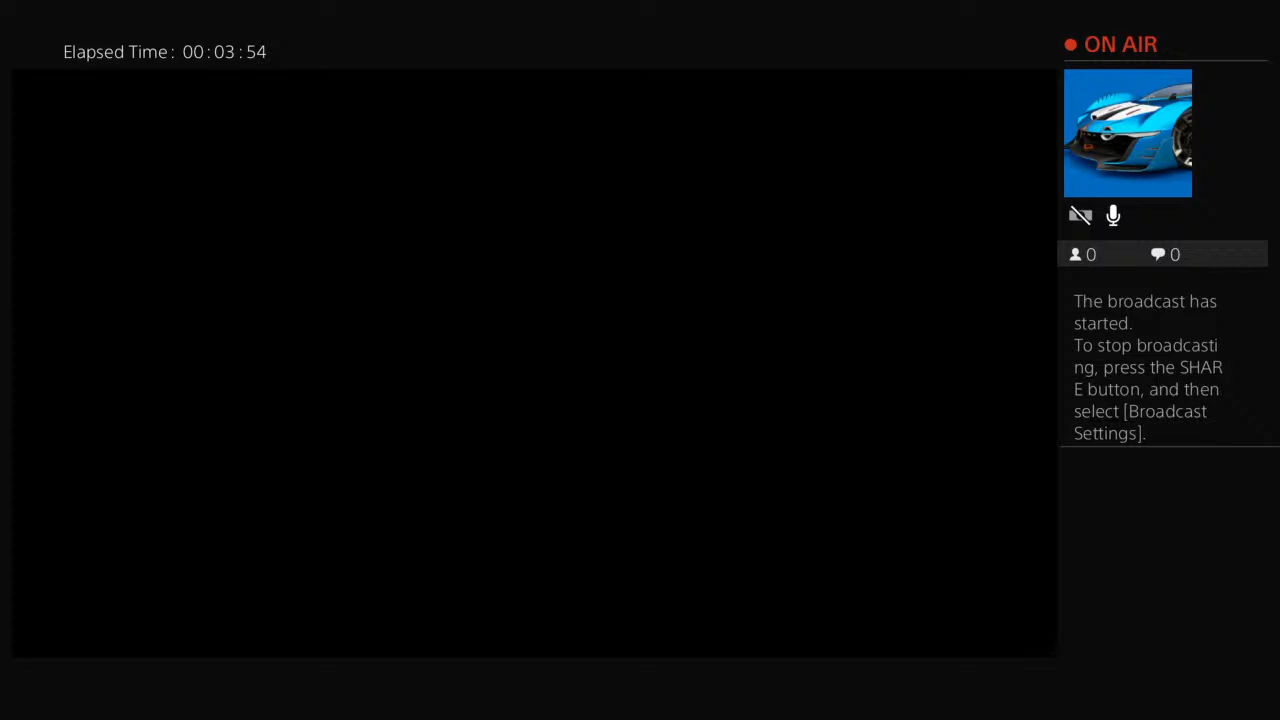 Elapsed Time: 00:03:54
ON AIR
0 0
The broadcast has
started.
To stop broadcasti
ng, press the SHAR
E button, and then
select [Broadcast
Settings].